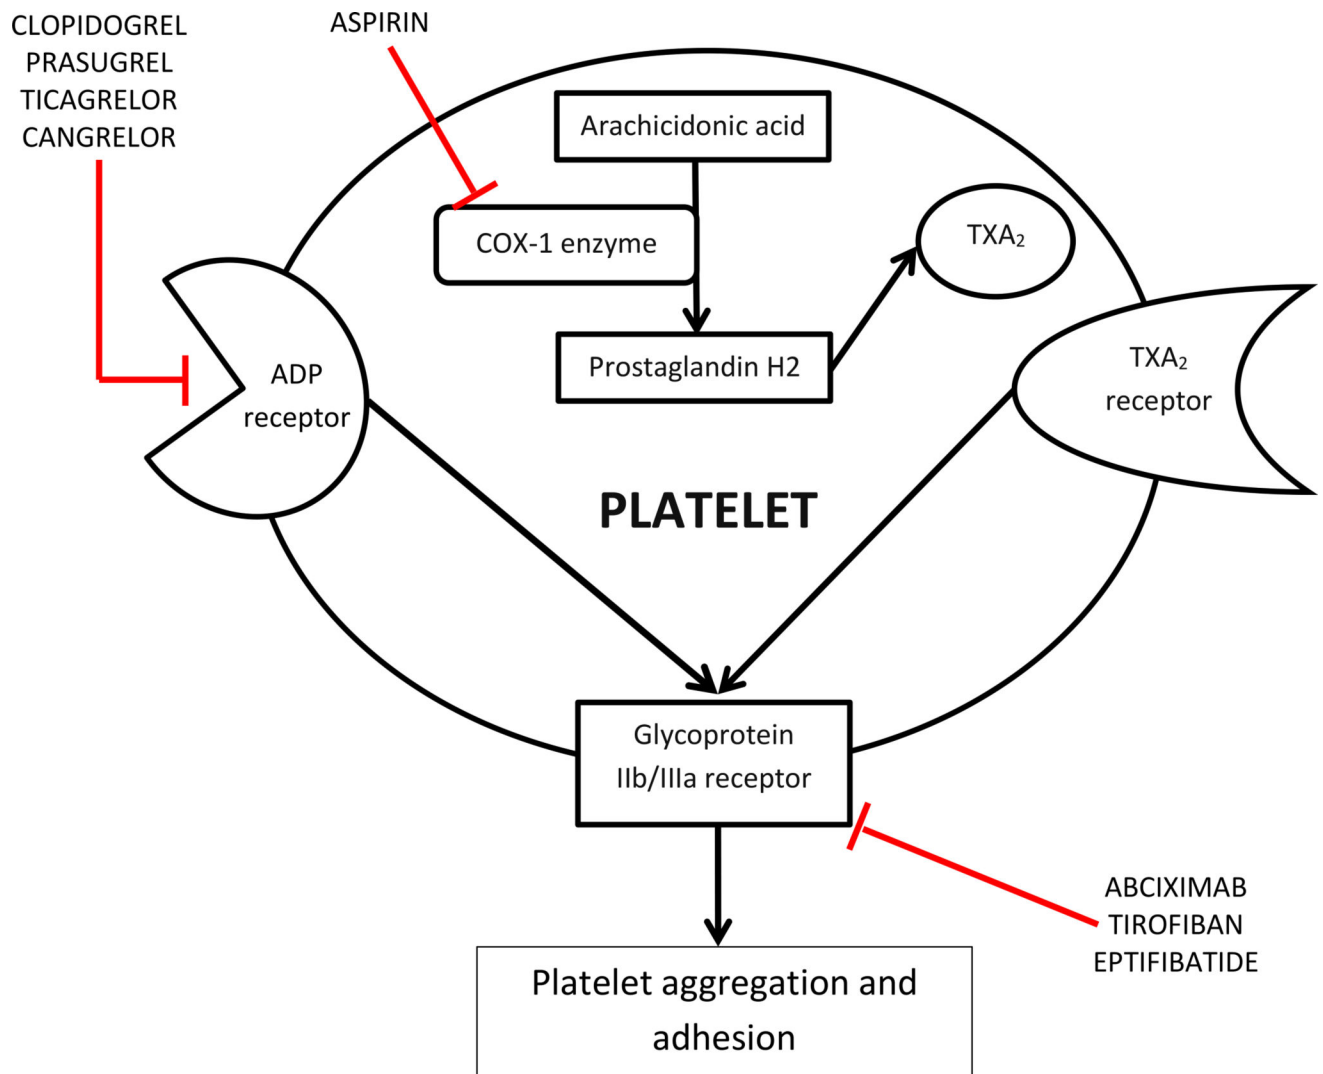 CLOPIDOGREL
PRASUGREL
TICAGRELOR
CANGRELOR
ASPIRIN
Arachicidonic acid
COX-1 enzyme
TXA₂
Prostaglandin H2
ADP
receptor
TXA₂
receptor
PLATELET
Glycoprotein
IIb/IIIa receptor
ABCIXIMAB
TIROFIBAN
EPTIFIBATIDE
Platelet aggregation and
adhesion